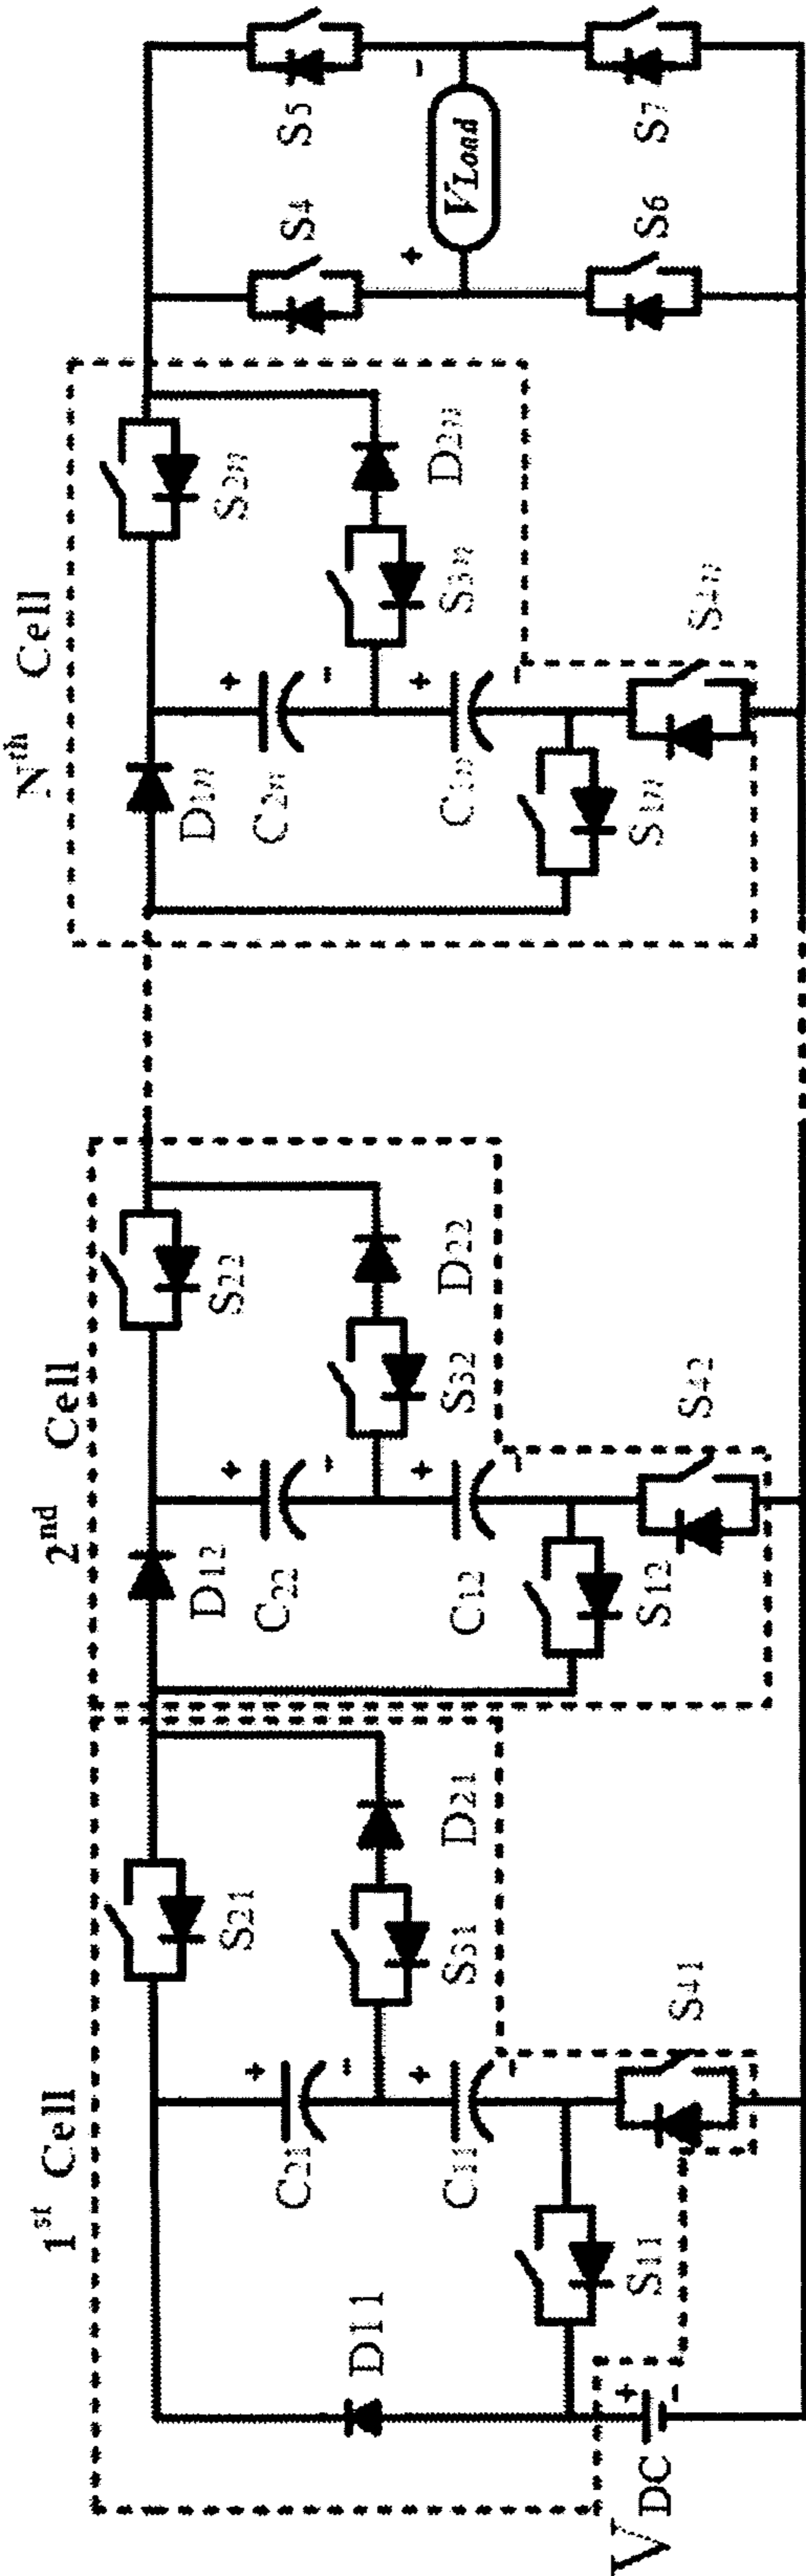 1st Cell
2nd Cell
Nth Cell
D11
C21
C11
S11
S41
S21
S31
D21
VDC
D12
C22
C12
S12
S42
S22
S32
D22
D1n
C2n
C1n
S1n
S4n
S2n
S3n
D2n
S4
S5
VLoad
S6
S7